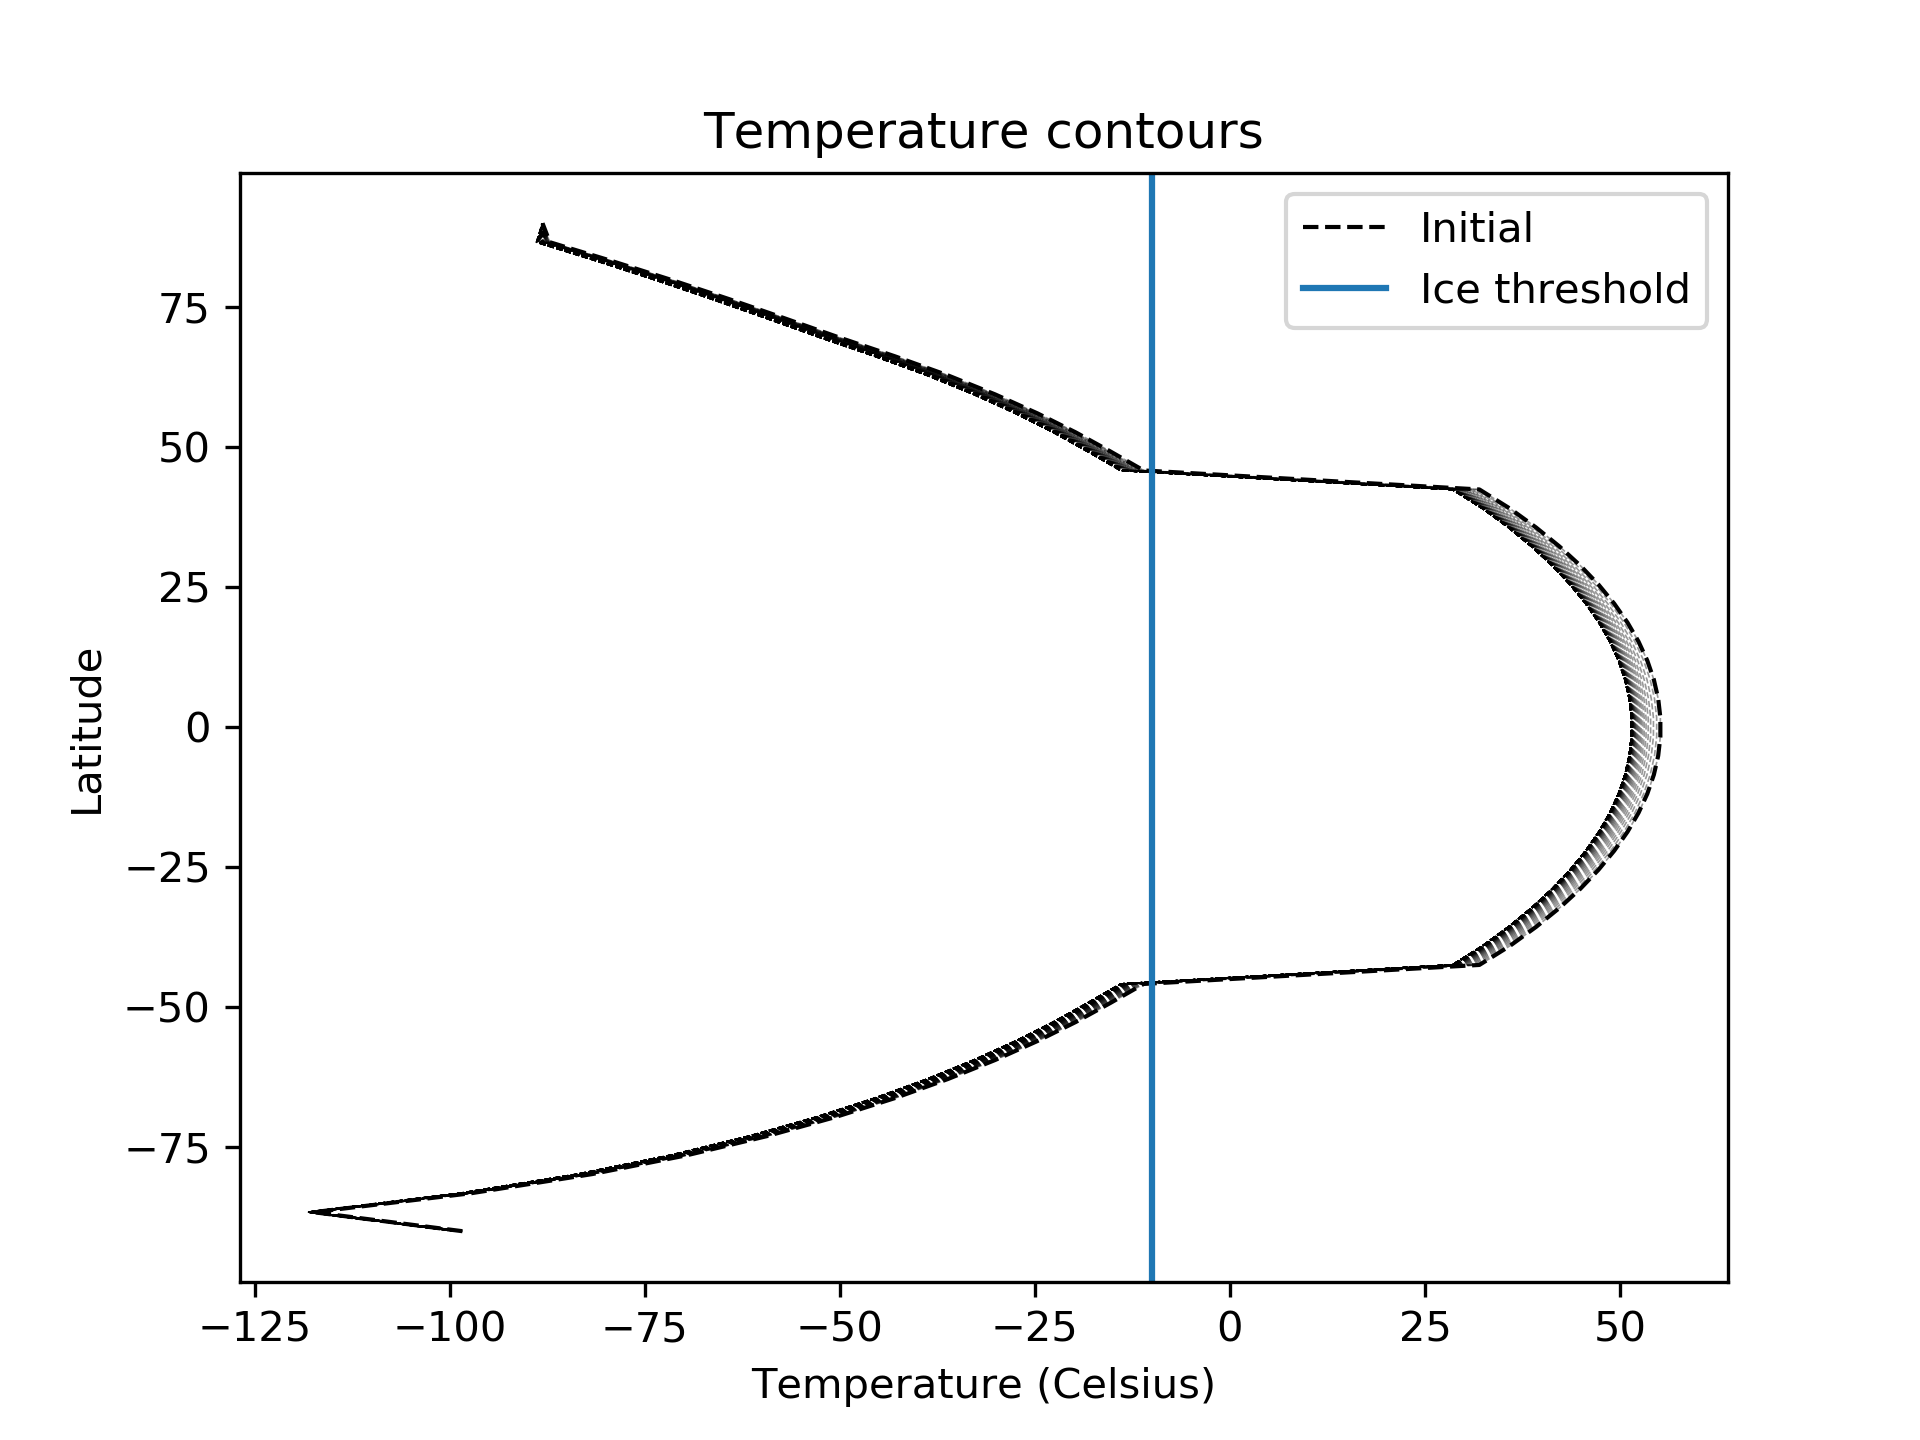 Temperature contours
Initial
Ice threshold
75
50
25
0
−25
−50
−75
Latitude
−125 −100 −75 −50 −25 0 25 50
Temperature (Celsius)